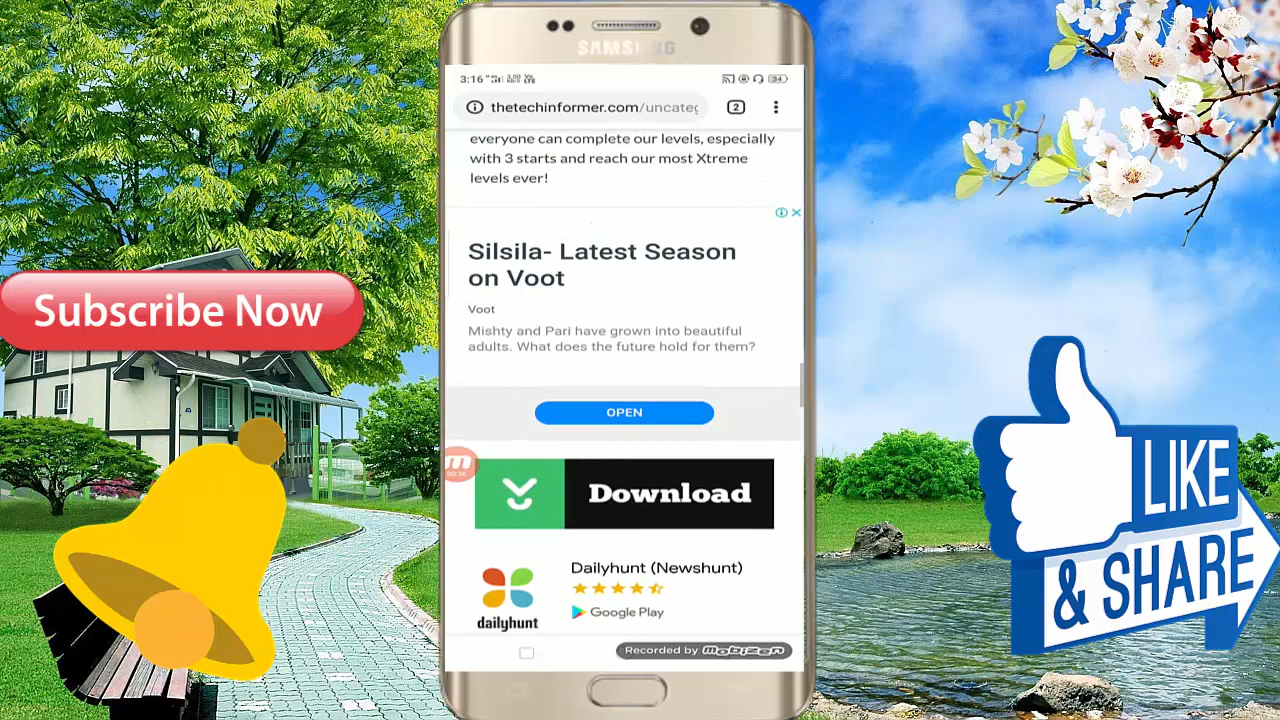 SAMSUNG
3:16
24
thetechinformer.com/uncateg
2
everyone can complete our levels, especially
with 3 starts and reach our most Xtreme
levels ever!
Silsila- Latest Season
on Voot
Voot
Mishty and Pari have grown into beautiful
adults. What does the future hold for them?
OPEN
00:36
Download
Dailyhunt (Newshunt)
Google Play
dailyhunt
Recorded by mobizen
Subscribe Now
LIKE
& SHARE